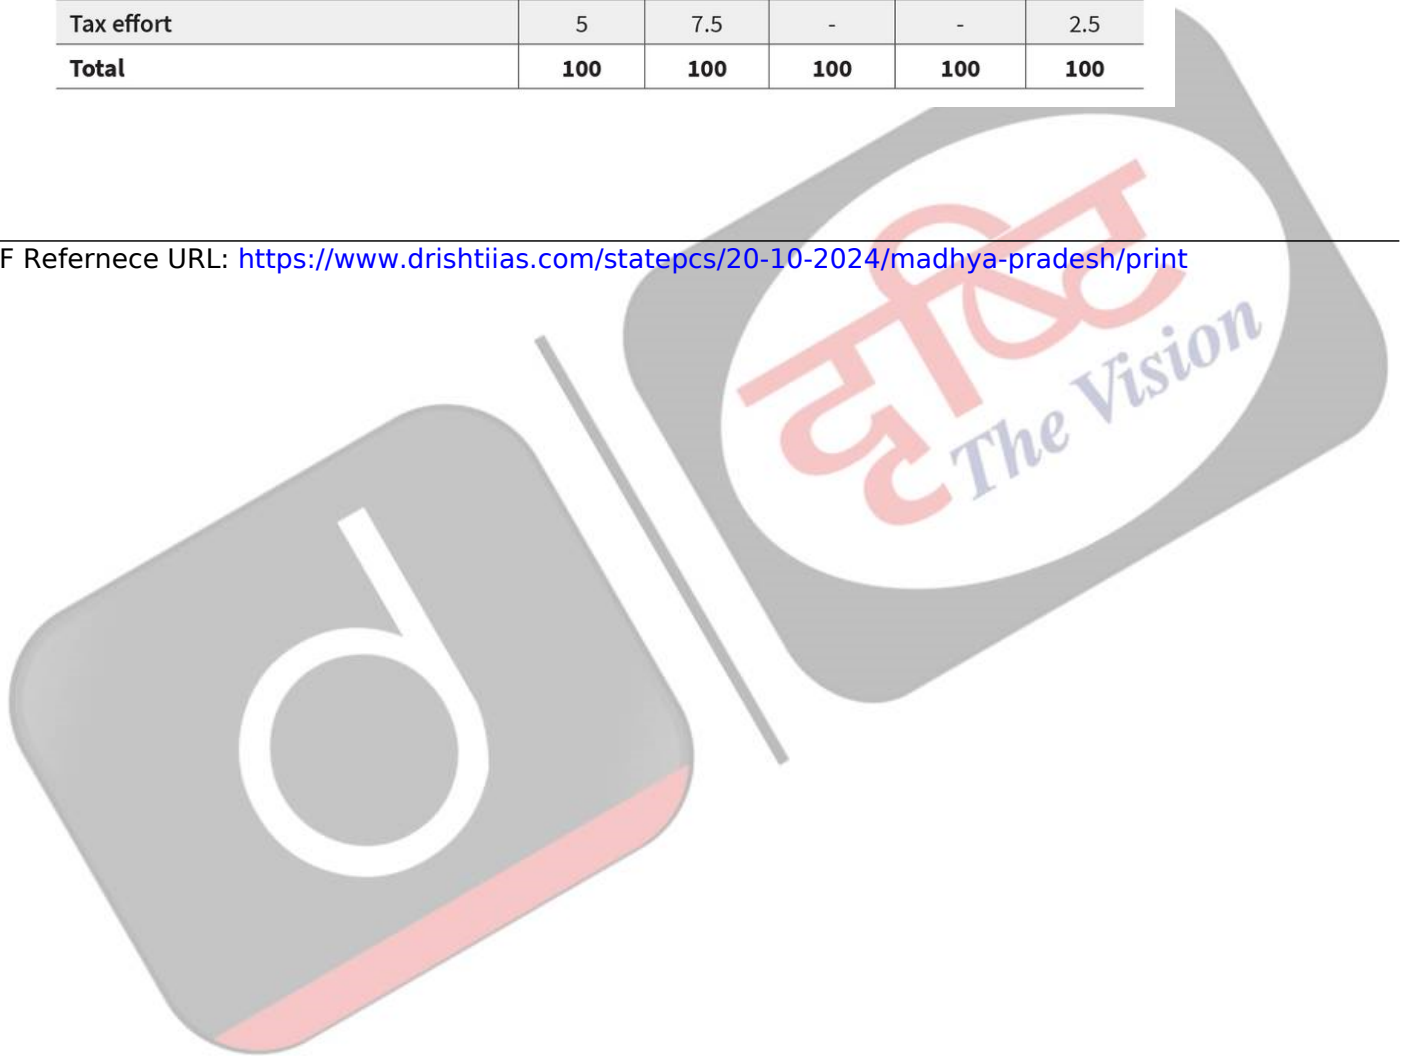 Tax effort 5 7.5 - - 2.5
Total 100 100 100 100 100
F Refernece URL: https://www.drishtiias.com/statepcs/20-10-2024/madhya-pradesh/print
दृष्टि
The Vision
d